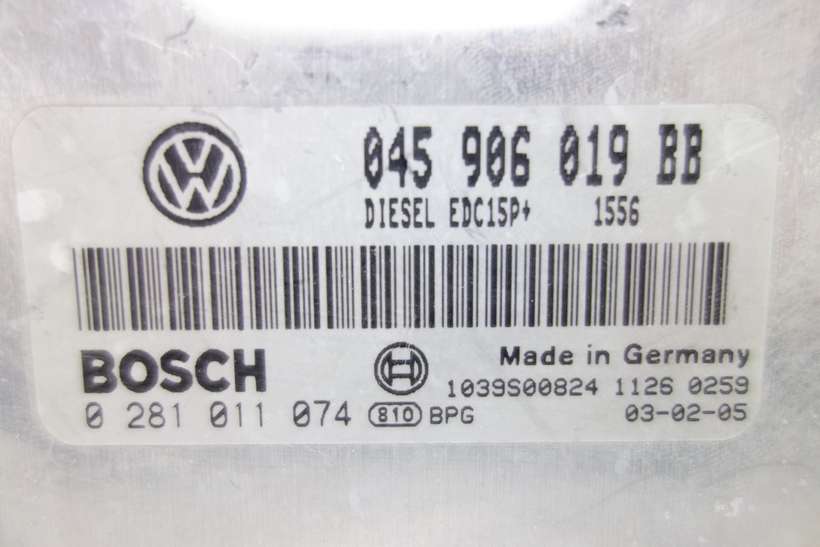 045 906 019 BB
DIESEL EDC15P+ 1556
BOSCH
Made in Germany
1039S00824 1126 0259
0 281 011 074 810 BPG 03-02-05